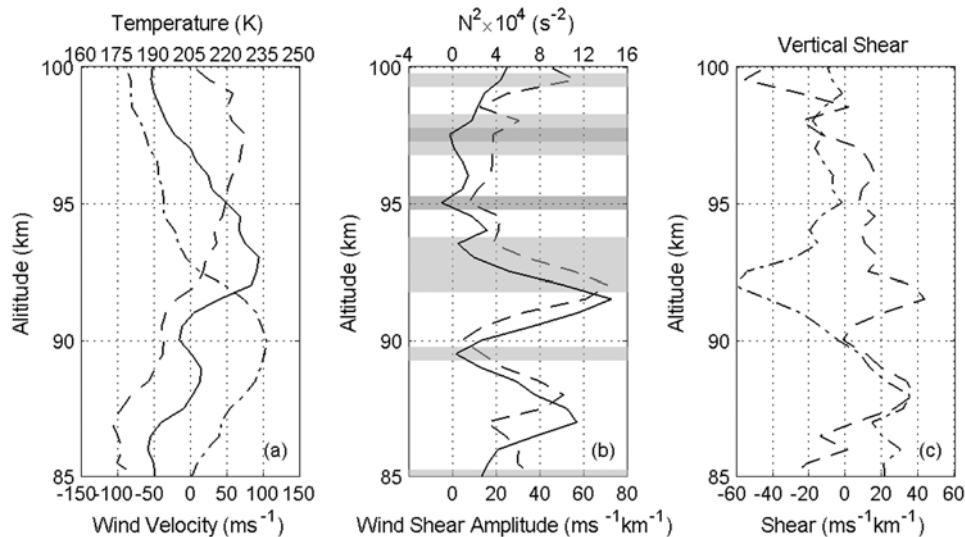 Temperature (K)
160 175 190 205 220 235 250
100
95
90
85
Alititude (km)
(a)
-150 -100 -50 0 50 100 150
Wind Velocity (ms⁻¹)
N²×10⁴ (s⁻²)
-4 0 4 8 12 16
100
95
90
85
Altitude (km)
(b)
0 20 40 60 80
Wind Shear Amplitude (ms⁻¹km⁻¹)
Vertical Shear
100
95
90
85
Altitude (km)
(c)
-60 -40 -20 0 20 40 60
Shear (ms⁻¹km⁻¹)